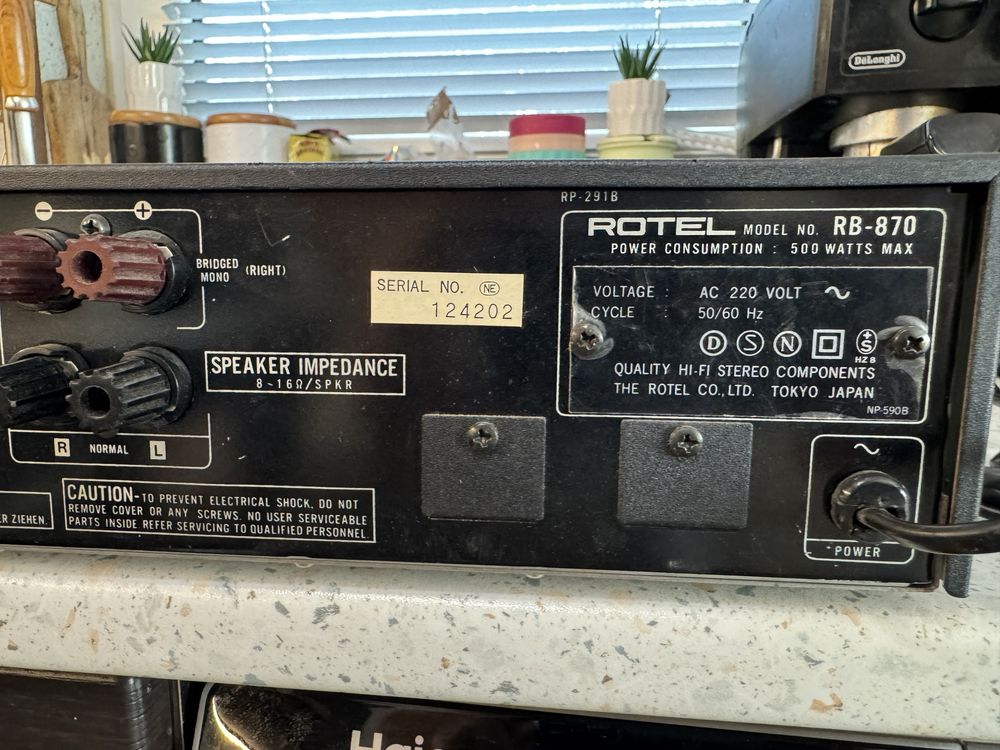 DeLonghi
RP-291B
ROTEL MODEL NO. RB-870
POWER CONSUMPTION : 500 WATTS MAX
VOLTAGE : AC 220 VOLT ~
CYCLE : 50/60 Hz
D S N S
HZ 8
QUALITY HI-FI STEREO COMPONENTS
THE ROTEL CO., LTD. TOKYO JAPAN
NP-590B
- +
BRIDGED
MONO (RIGHT)
SERIAL NO. NE
124202
SPEAKER IMPEDANCE
8~16Ω/SPKR
R NORMAL L
ER ZIEHEN.
CAUTION-TO PREVENT ELECTRICAL SHOCK, DO NOT
REMOVE COVER OR ANY SCREWS. NO USER SERVICEABLE
PARTS INSIDE REFER SERVICING TO QUALIFIED PERSONNEL
~
POWER